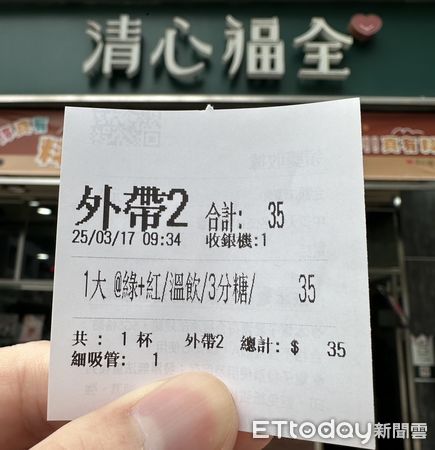 清心福全
外帶2 合計: 35
25/03/17 09:34 收銀機:1
1大 @綠+紅/溫飲/3分糖/ 35
共 : 1 杯 外帶2 總計: $ 35
細吸管: 1
ETtoday新聞雲